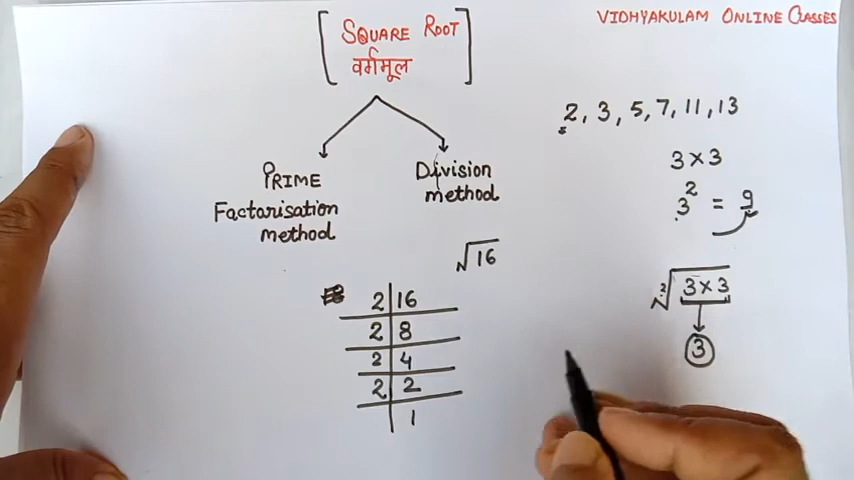 VIDHYAKULAM ONLINE CLASSES
[SQUARE ROOT
वर्गमूल]
PRIME
Factorisation
method
Division
method
2, 3, 5, 7, 11, 13
3×3
3² = 9
√16
2|16
2|8
2|4
2|2
1
²√3×3
3